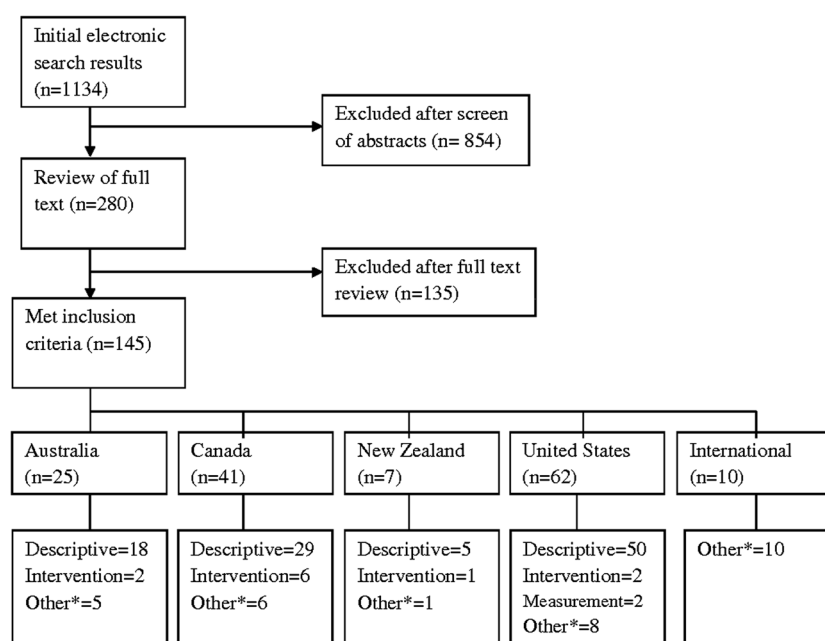 Initial electronic
search results
(n=1134)
Excluded after screen
of abstracts (n= 854)
Review of full
text (n=280)
Excluded after full text
review (n=135)
Met inclusion
criteria (n=145)
Australia
(n=25)
Canada
(n=41)
New Zealand
(n=7)
United States
(n=62)
International
(n=10)
Descriptive=18
Intervention=2
Other*=5
Descriptive=29
Intervention=6
Other*=6
Descriptive=5
Intervention=1
Other*=1
Descriptive=50
Intervention=2
Measurement=2
Other*=8
Other*=10